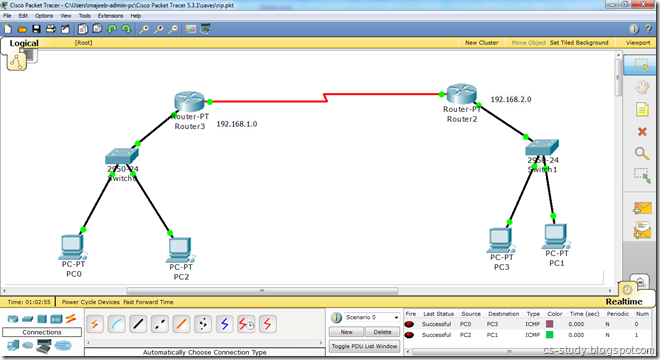 Cisco Packet Tracer - C:\Users\majeeb-admin-pc\Cisco Packet Tracer 5.3.1\saves\rip.pkt
File Edit Options View Tools Extensions Help
Logical
[Root]
New Cluster
Move Object
Set Tiled Background
Viewport
Router-PT
Router3
192.168.1.0
Router-PT
Router2
192.168.2.0
2950-24
Switch0
2950-24
Switch1
PC-PT
PC0
PC-PT
PC2
PC-PT
PC3
PC-PT
PC1
Time: 01:02:55
Power Cycle Devices
Fast Forward Time
Realtime
Connections
Automatically Choose Connection Type
Scenario 0
New
Delete
Toggle PDU List Window
Fire Last Status Source Destination Type Color Time (sec) Periodic Num
Successful PC0 PC3 ICMP 0.000 N 0
Successful PC2 PC1 ICMP 0.000 N 1
cs-study.blogspot.com